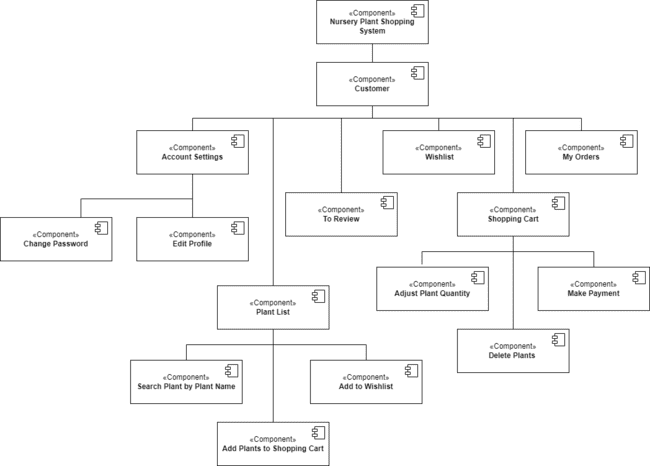 «Component»
Nursery Plant Shopping
System
«Component»
Customer
«Component»
Account Settings
«Component»
Wishlist
«Component»
My Orders
«Component»
To Review
«Component»
Shopping Cart
«Component»
Change Password
«Component»
Edit Profile
«Component»
Adjust Plant Quantity
«Component»
Make Payment
«Component»
Plant List
«Component»
Delete Plants
«Component»
Search Plant by Plant Name
«Component»
Add to Wishlist
«Component»
Add Plants to Shopping Cart